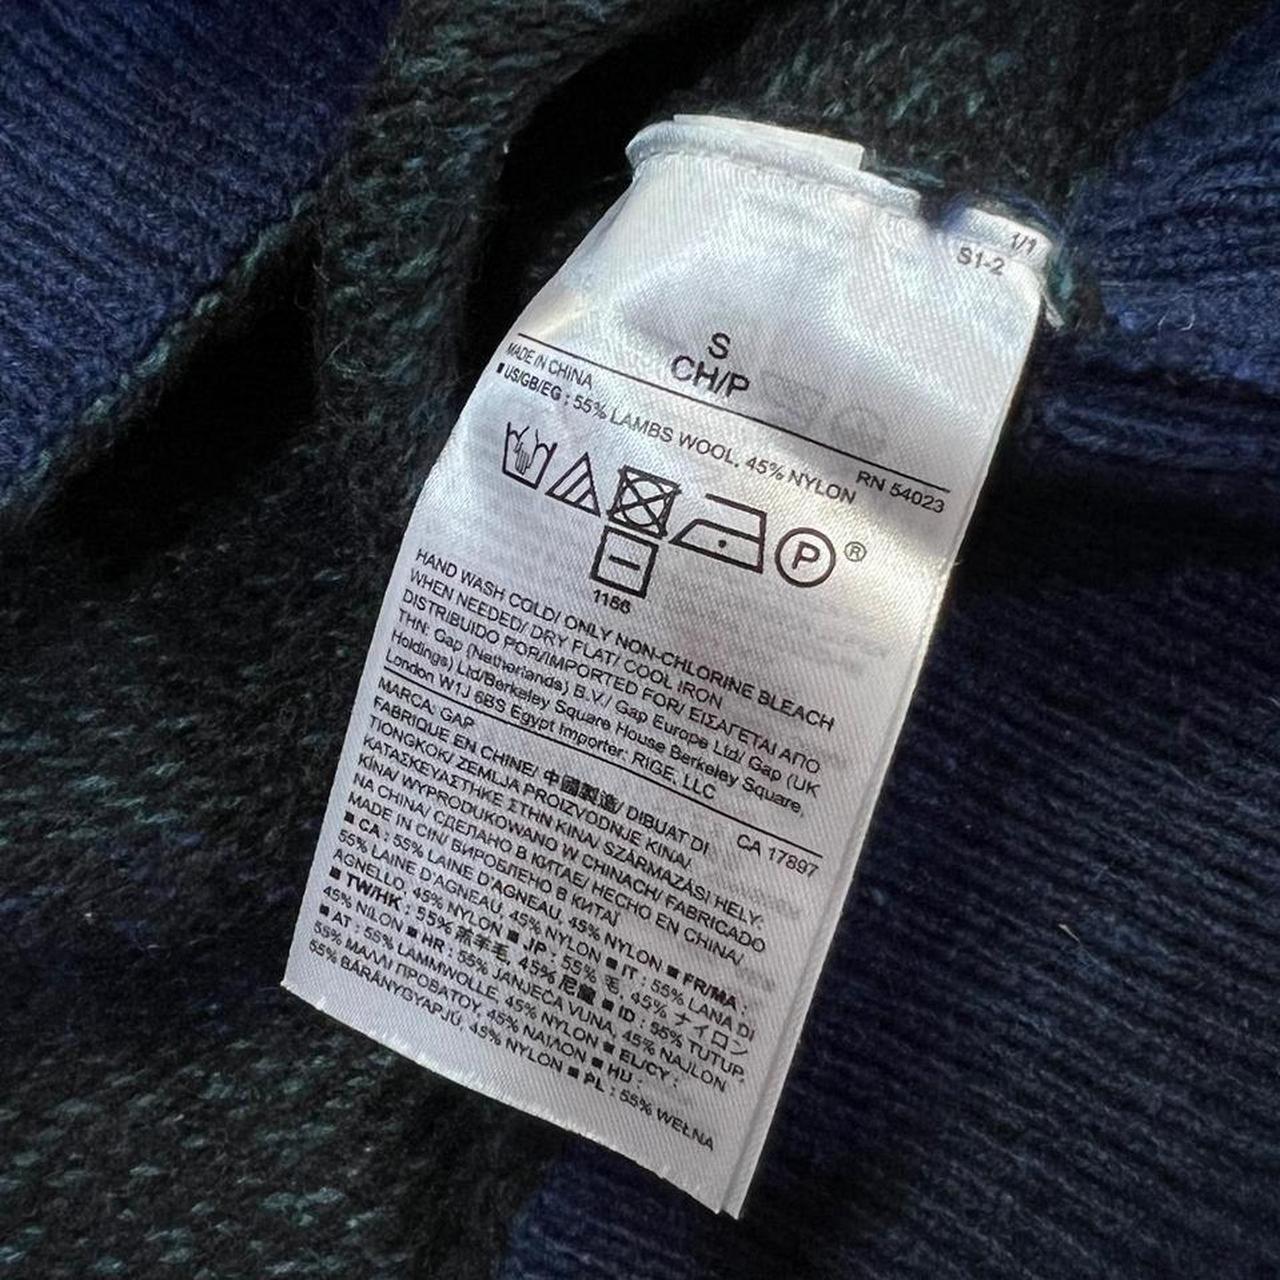 1/1
S1-2
S
CH/P
MADE IN CHINA
RN 54023
■ US/GB/EG : 55% LAMBS WOOL, 45% NYLON
P ®
1166
HAND WASH COLD/ ONLY NON-CHLORINE BLEACH
WHEN NEEDED/ DRY FLAT/ COOL IRON
DISTRIBUIDO POR/IMPORTED FOR/ ΕΙΣΑΓΕΤΑΙ ΑΠΟ
ΤΗΝ: Gap (Netherlands) B.V./ Gap Europe Ltd/ Gap (UK
Holdings) Ltd/Berkeley Square House Berkeley Square,
London W1J 6BS Egypt Importer: RIGE, LLC
MARCA: GAP
CA 17897
FABRIQUE EN CHINE/ 中國製造/ DIBUAT DI
TIONGKOK/ ZEMLJA PROIZVODNJE KINA/
ΚΑΤΑΣΚΕΥΑΣΤΗΚΕ ΣΤΗΝ ΚΙΝΑ/ SZÁRMAZÁSI HELY:
KÍNA/ WYPRODUKOWANO W CHINACH/ FABRICADO
NA CHINA/ СДЕЛАНО В КИТАЕ/ HECHO EN CHINA/
MADE IN CIN/ ВИРОБЛЕНО В КИТАЇ
■ CA : 55% LAINE D'AGNEAU, 45% NYLON ■ FR/MA :
55% LAINE D'AGNEAU, 45% NYLON ■ IT : 55% LANA DI
AGNELLO, 45% NYLON ■ JP : 55% 毛, 45% ナイロン
■ TW/HK : 55% 羊毛, 45% 尼龍 ■ ID : 55% TUTUP,
45% NILON ■ HR : 55% JANJEĆA VUNA, 45% NAJLON
■ AT : 55% LAMMWOLLE, 45% NYLON ■ EL/CY :
55% ΜΑΛΛΙ ΠΡΟΒΑΤΟΥ, 45% ΝΑΙΛΟΝ ■ HU :
55% BÁRÁNYGYAPJÚ, 45% NYLON ■ PL : 55% WEŁNA